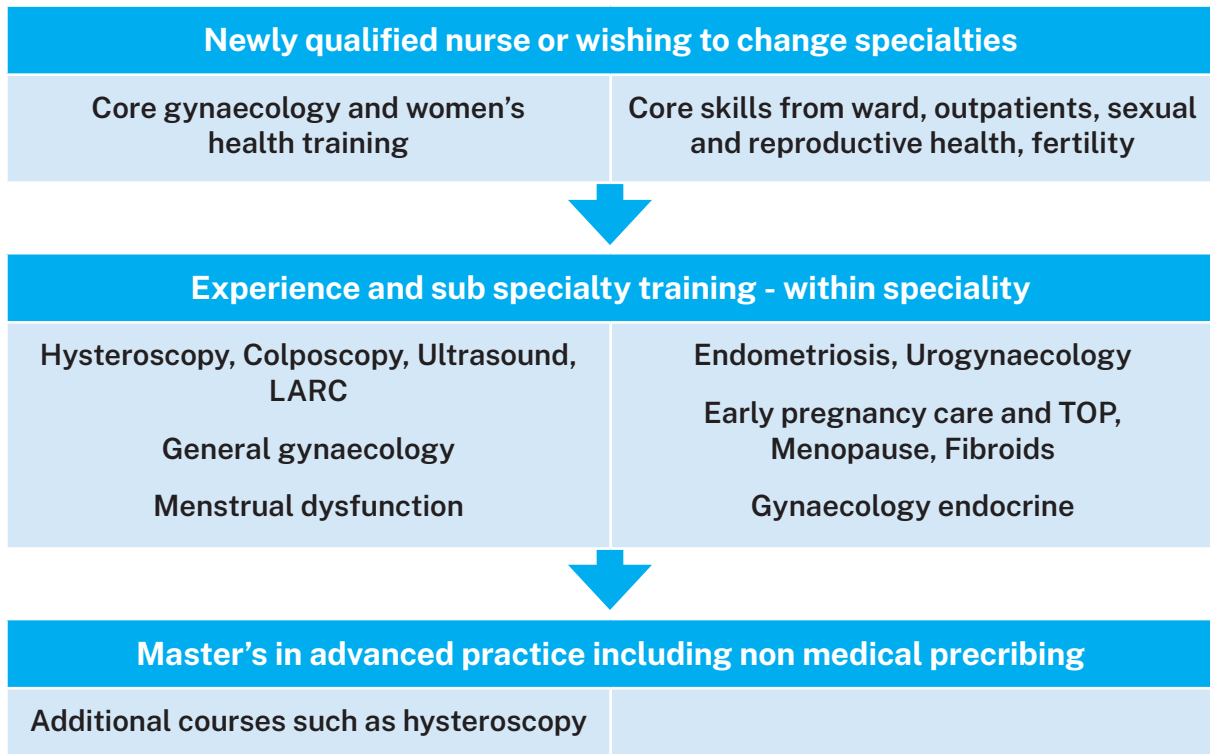 Newly qualified nurse or wishing to change specialties
Core gynaecology and women's
health training
Core skills from ward, outpatients, sexual
and reproductive health, fertility
Experience and sub specialty training - within speciality
Hysteroscopy, Colposcopy, Ultrasound,
LARC
General gynaecology
Menstrual dysfunction
Endometriosis, Urogynaecology
Early pregnancy care and TOP,
Menopause, Fibroids
Gynaecology endocrine
Master's in advanced practice including non medical precribing
Additional courses such as hysteroscopy